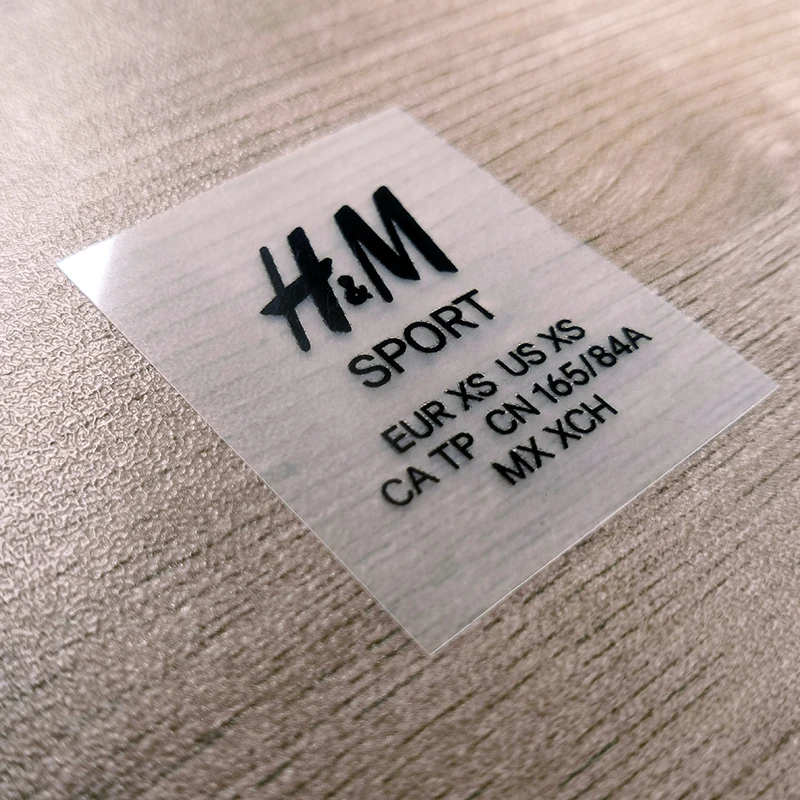 H&M
SPORT
EUR XS US XS
CA TP CN 165/84A
MX XCH